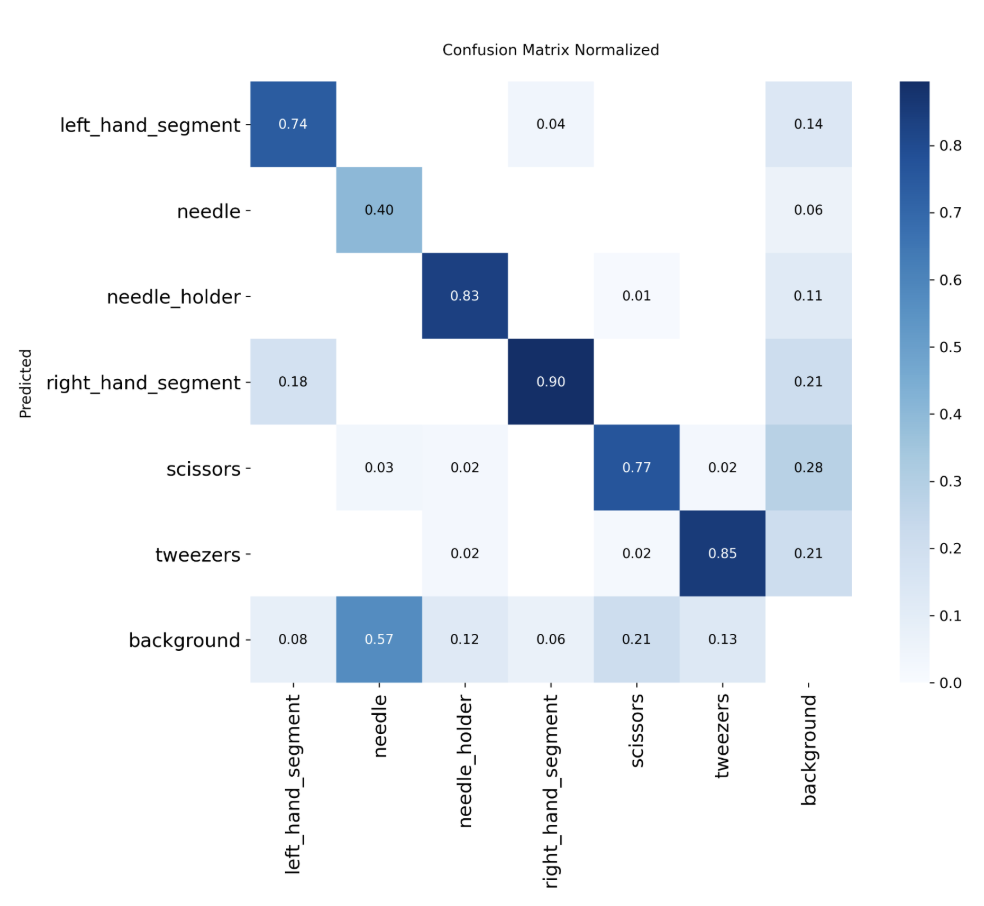 Confusion Matrix Normalized
left_hand_segment 0.74 0.04 0.14
needle 0.40 0.06
needle_holder 0.83 0.01 0.11
right_hand_segment 0.18 0.90 0.21
scissors 0.03 0.02 0.77 0.02 0.28
tweezers 0.02 0.02 0.85 0.21
background 0.08 0.57 0.12 0.06 0.21 0.13
Predicted
left_hand_segment
needle
needle_holder
right_hand_segment
scissors
tweezers
background
0.8
0.7
0.6
0.5
0.4
0.3
0.2
0.1
0.0